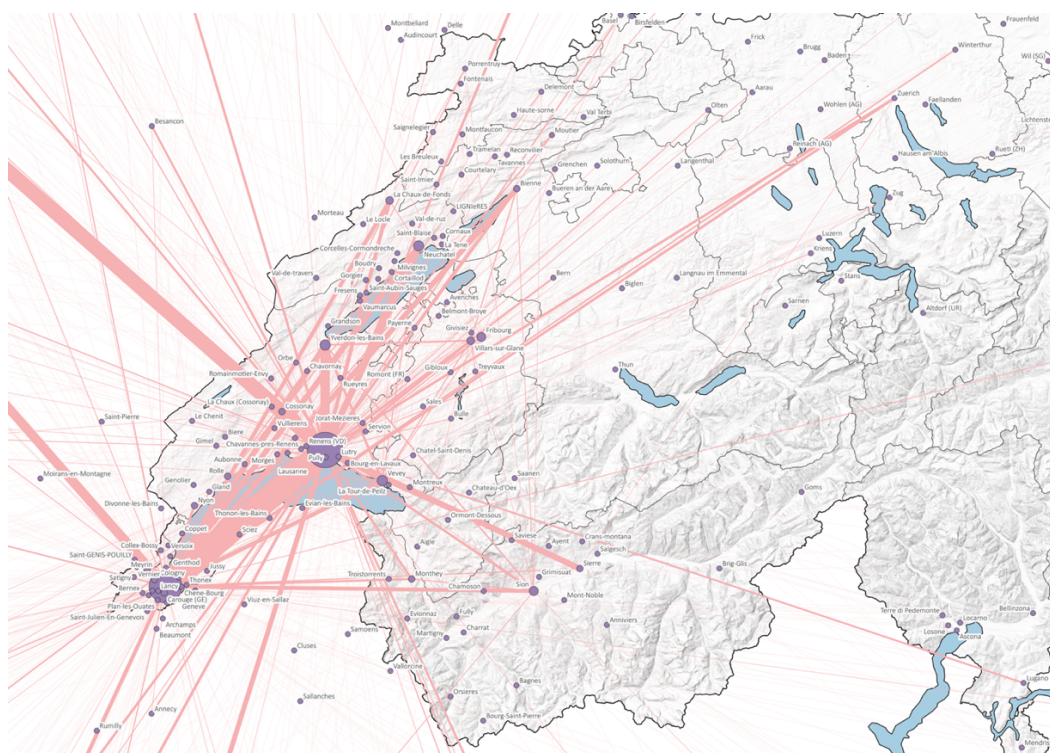 Montbeliard
Delle
Audincourt
Basel
Birsfelden
Frauenfeld
Frick
Brugg
Baden
Winterthur
Wil (SG)
Porrentruy
Fontenais
Delemont
Aarau
Zuerich
Faellanden
Haute-sorne
Val Terbi
Olten
Wohlen (AG)
Lichtenste
Besancon
Saignelegier
Montfaucon
Moutier
Reinach (AG)
Rueti (ZH)
Tramelan
Reconvilier
Tavannes
Les Breuleux
Courtelary
Grenchen
Solothurn
Langenthal
Hausen am Albis
Saint-Imier
Bienne
Bueren an der Aare
La Chaux-de-Fonds
Zug
Morteau
Le Locle
LIGNIeRES
Val-de-ruz
Saint-Blaise
Cornaux
Luzern
Corcelles-Cormondreche
La Tene
Neuchatel
Kriens
Boudry
Milvignes
Val-de-travers
Gorgier
Cortaillod
Bern
Langnau im Emmental
Stans
Fresens
Saint-Aubin-Sauges
Biglen
Vaumarcus
Avenches
Sarnen
Altdorf (UR)
Belmont-Broye
Grandson
Payerne
Givisiez
Fribourg
Yverdon-les-Bains
Villars-sur-Glane
Orbe
Chavornay
Romainmotier-Envy
Rueyres
Romont (FR)
Gibloux
Treyvaux
Thun
La Chaux (Cossonay)
Cossonay
Sales
Saint-Pierre
Le Chenit
Vullierens
Jorat-Mezieres
Servion
Bulle
Biere
Gimel
Chavannes-pres-Renens
Renens (VD)
Aubonne
Morges
Pully
Lutry
Chatel-Saint-Denis
Bourg-en-Lavaux
Moirans-en-Montagne
Rolle
Lausanne
Vevey
Genolier
Gland
Montreux
Saanen
La Tour-de-Peilz
Chateau-d'Oex
Goms
Divonne-les-Bains
Nyon
Evian-les-Bains
Thonon-les-Bains
Ormont-Dessous
Coppet
Sciez
Collex-Bossy
Versoix
Aigle
Saviese
Ayent
Crans-montana
Saint-GENIS-POUILLY
Genthod
Salgesch
Meyrin
Jussy
Troistorrents
Monthey
Sierre
Brig-Glis
Satigny
Vernier
Cologny
Thonex
Chamoson
Sion
Grimisuat
Bernex
Lancy
Chene-Bourg
Mont-Noble
Plan-les-Ouates
Carouge (GE)
Geneve
Viuz-en-Sallaz
Saint-Julien-En-Genevois
Evionnaz
Fully
Terre di Pedemonte
Locarno
Bellinzona
Archamps
Anniviers
Losone
Ascona
Beaumont
Samoens
Martigny
Charrat
Cluses
Vallorcine
Lugano
Bagnes
Sallanches
Orsieres
Annecy
Bourg-Saint-Pierre
Rumilly
Mendris